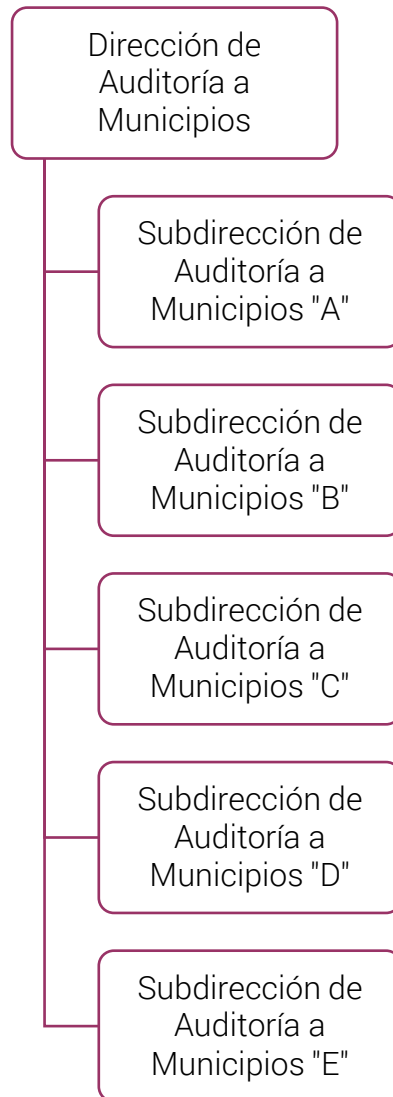 Dirección de
Auditoría a
Municipios
Subdirección de
Auditoría a
Municipios "A"
Subdirección de
Auditoría a
Municipios "B"
Subdirección de
Auditoría a
Municipios "C"
Subdirección de
Auditoría a
Municipios "D"
Subdirección de
Auditoría a
Municipios "E"